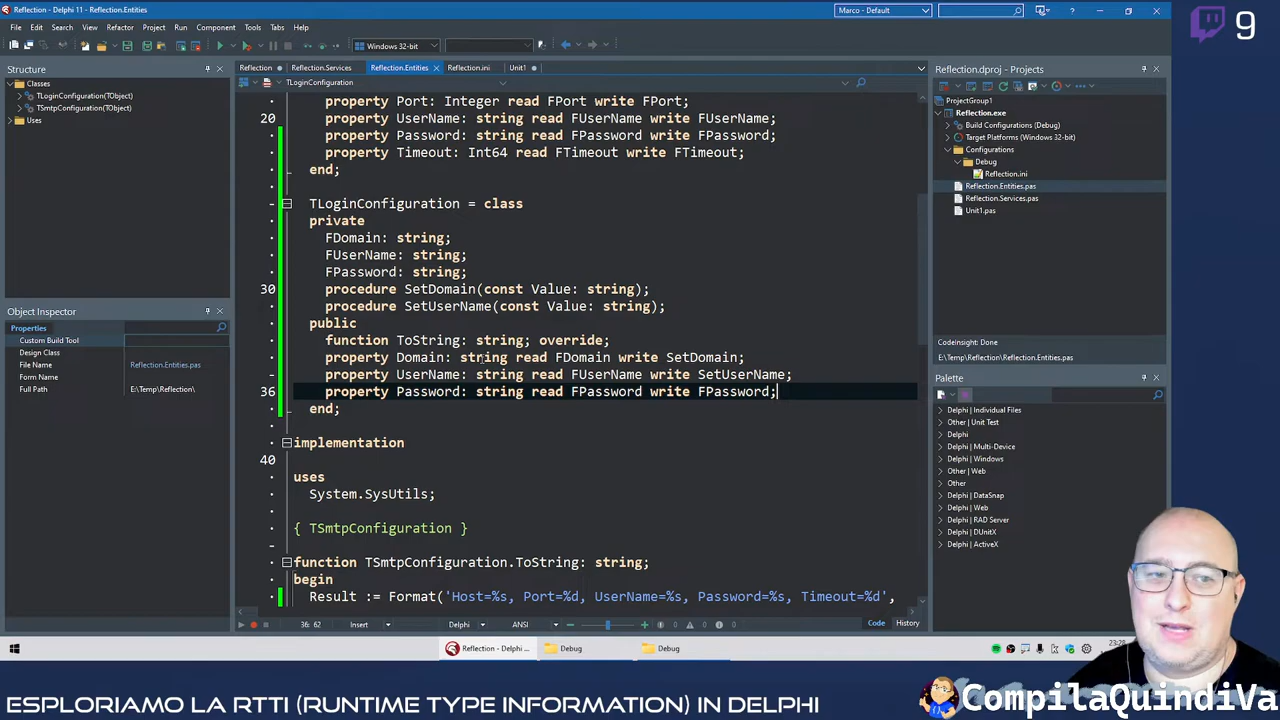 Reflection - Delphi 11 - Reflection.Entities
Marco - Default
9
File Edit Search View Refactor Project Run Component Tools Tabs Help
Windows 32-bit
Structure
Classes
TLoginConfiguration(TObject)
TSmtpConfiguration(TObject)
Uses
Object Inspector
Properties
Custom Build Tool
Design Class
File Name Reflection.Entities.pas
Form Name
Full Path E:\Temp\Reflection\
Reflection Reflection.Services Reflection.Entities Reflection.ini Unit1
TLoginConfiguration
property Port: Integer read FPort write FPort;
20 property UserName: string read FUserName write FUserName;
property Password: string read FPassword write FPassword;
property Timeout: Int64 read FTimeout write FTimeout;
end;
TLoginConfiguration = class
private
FDomain: string;
FUserName: string;
FPassword: string;
30 procedure SetDomain(const Value: string);
procedure SetUserName(const Value: string);
public
function ToString: string; override;
property Domain: string read FDomain write SetDomain;
property UserName: string read FUserName write SetUserName;
36 property Password: string read FPassword write FPassword;
end;
implementation
40
uses
System.SysUtils;
{ TSmtpConfiguration }
function TSmtpConfiguration.ToString: string;
begin
Result := Format('Host=%s, Port=%d, UserName=%s, Password=%s, Timeout=%d',
36: 62 Insert Delphi ANSI 0 0 0 Code History
Reflection.dproj - Projects
ProjectGroup1
Reflection.exe
Build Configurations (Debug)
Target Platforms (Windows 32-bit)
Configurations
Debug
Reflection.ini
Reflection.Entities.pas
Reflection.Services.pas
Unit1.pas
CodeInsight: Done
E:\Temp\Reflection\Reflection.Entities.pas
Palette
Delphi | Individual Files
Other | Unit Test
Delphi
Delphi | Multi-Device
Delphi | Windows
Other | Web
Other
Delphi | DataSnap
Delphi | Web
Delphi | RAD Server
Delphi | DUnitX
Delphi | ActiveX
Reflection - Delphi ... Debug Debug
ESPLORIAMO LA RTTI (RUNTIME TYPE INFORMATION) IN DELPHI
CompilaQuindiVa